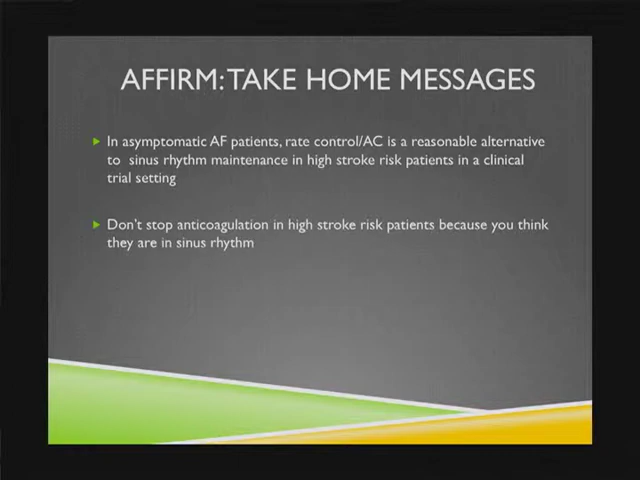 AFFIRM: TAKE HOME MESSAGES
In asymptomatic AF patients, rate control/AC is a reasonable alternative
to sinus rhythm maintenance in high stroke risk patients in a clinical
trial setting
Don't stop anticoagulation in high stroke risk patients because you think
they are in sinus rhythm